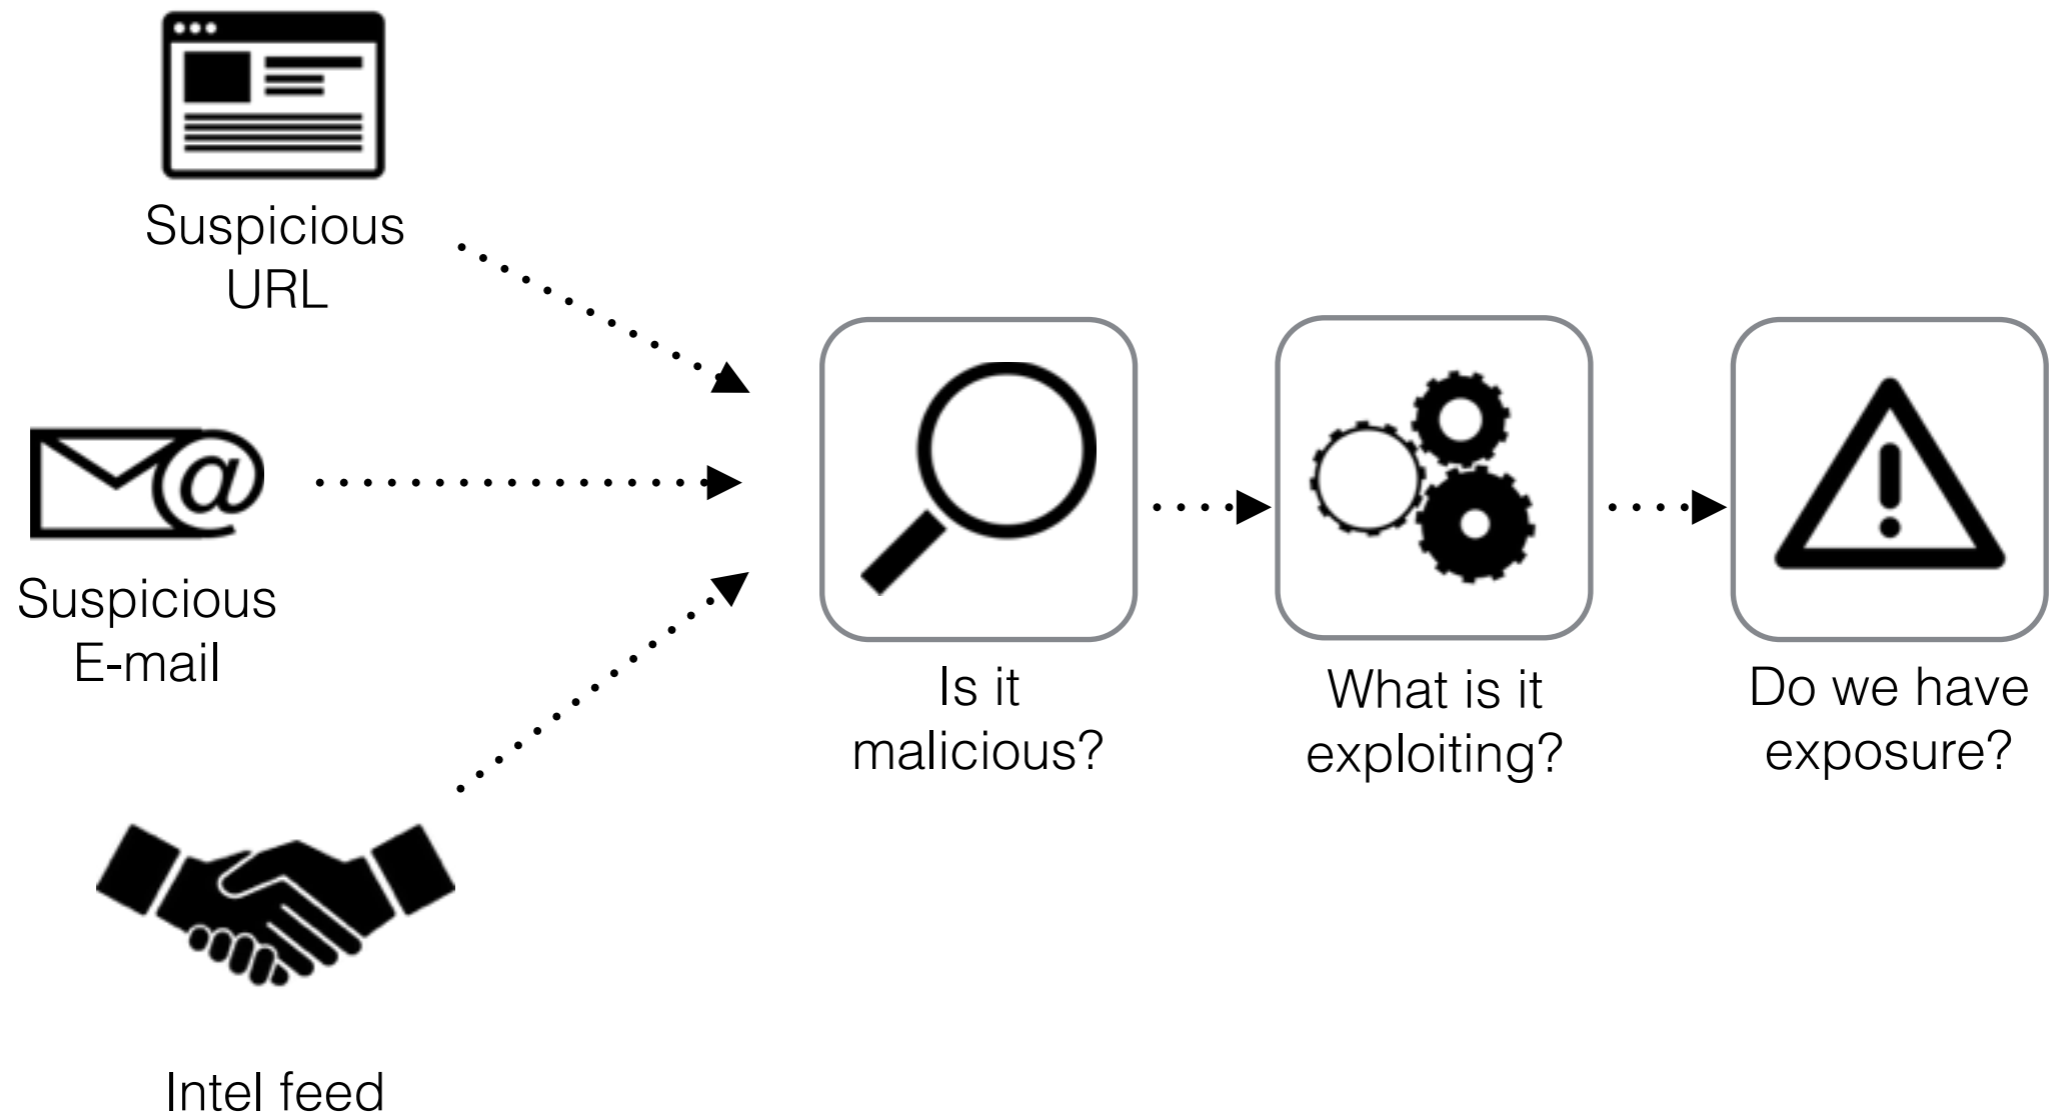 Suspicious
URL
@
Suspicious
E-mail
Intel feed
Is it
malicious?
What is it
exploiting?
Do we have
exposure?